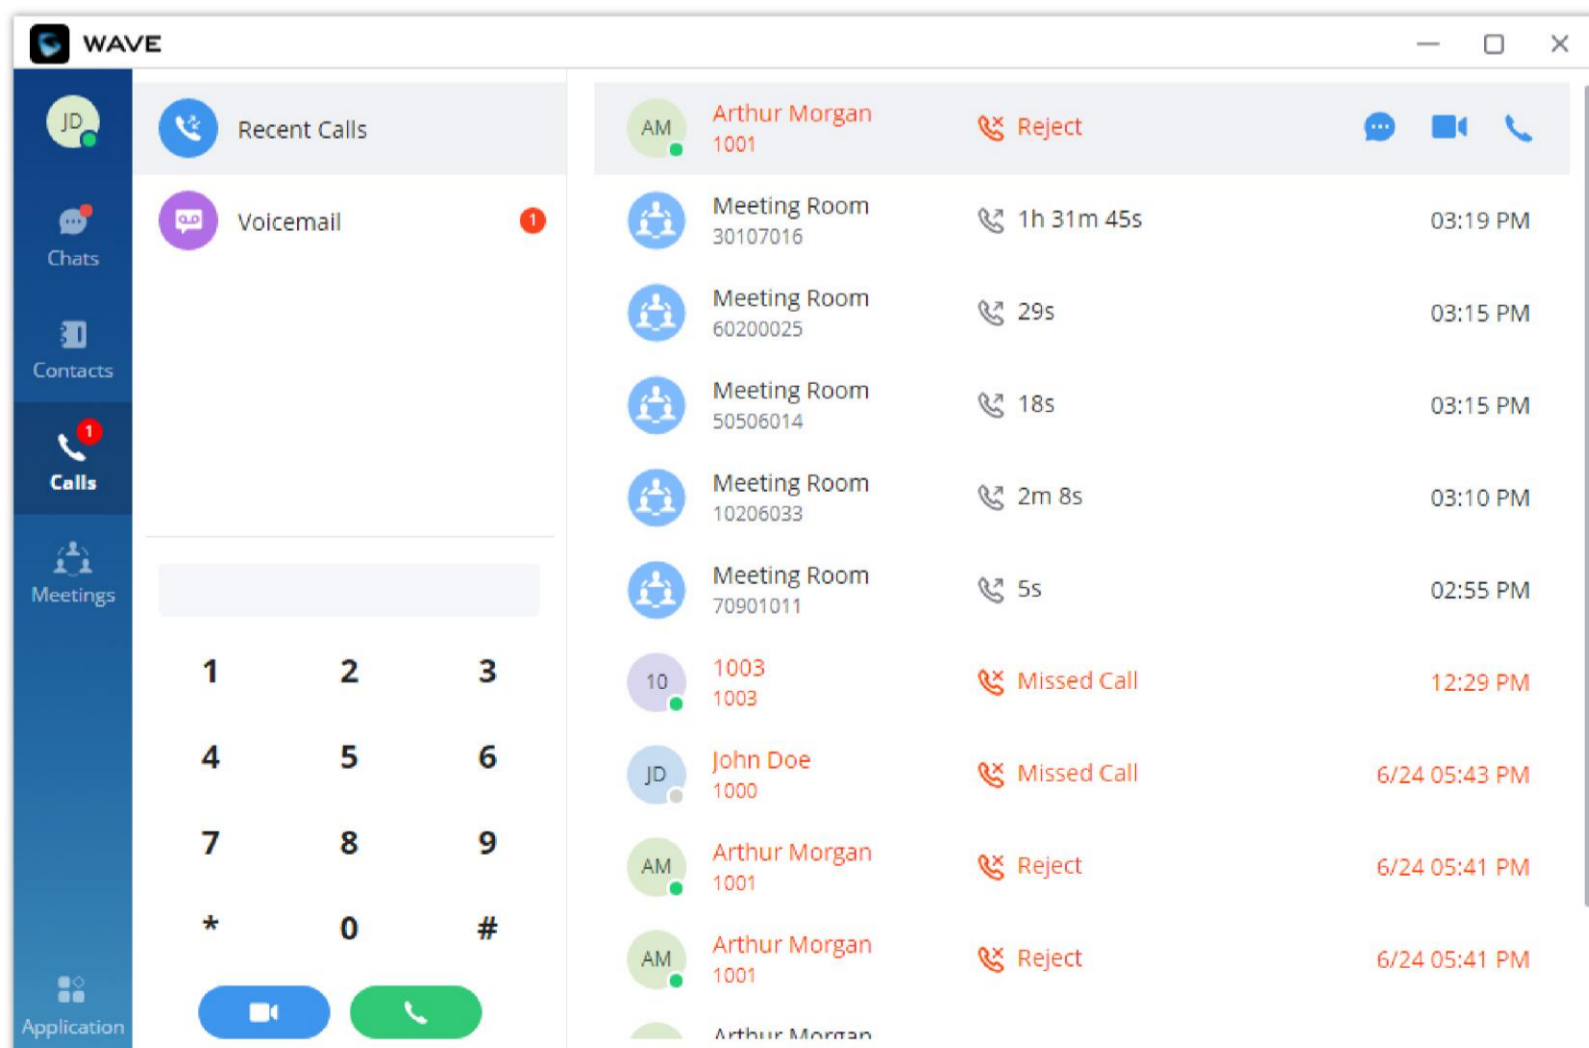 WAVE
JD
Chats
Contacts
1
Calls
Meetings
Application
Recent Calls
Voicemail 1
1 2 3
4 5 6
7 8 9
* 0 #
AM Arthur Morgan Reject
1001
Meeting Room 1h 31m 45s 03:19 PM
30107016
Meeting Room 29s 03:15 PM
60200025
Meeting Room 18s 03:15 PM
50506014
Meeting Room 2m 8s 03:10 PM
10206033
Meeting Room 5s 02:55 PM
70901011
10 1003 Missed Call 12:29 PM
1003
JD John Doe Missed Call 6/24 05:43 PM
1000
AM Arthur Morgan Reject 6/24 05:41 PM
1001
AM Arthur Morgan Reject 6/24 05:41 PM
1001
Arthur Morgan